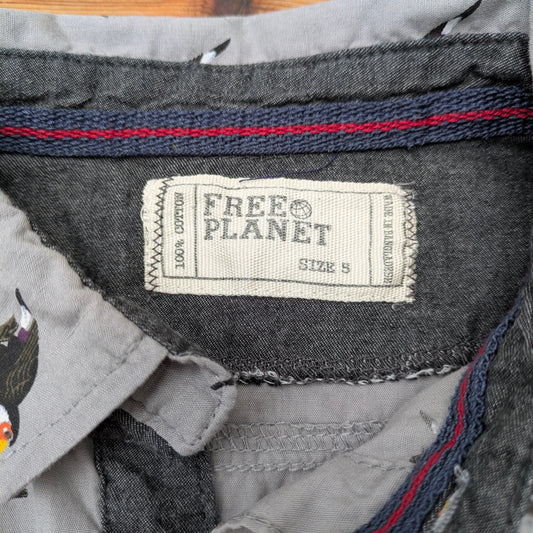 100% COTTON
FREE
PLANET
SIZE 5
MADE IN BANGLADESH